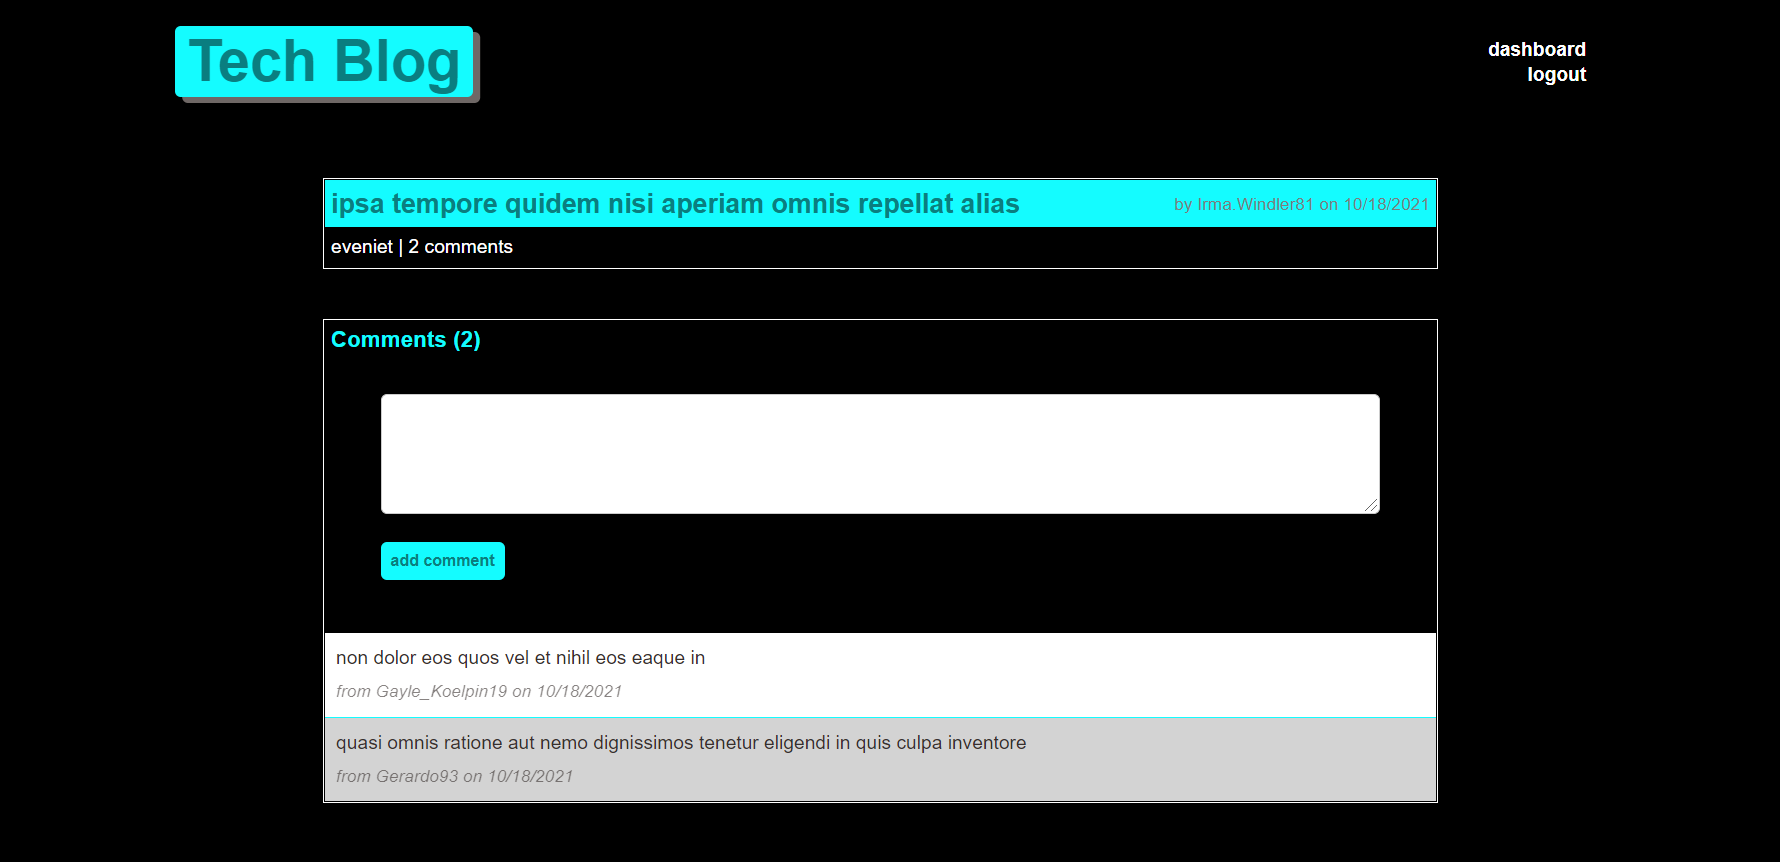 Tech Blog
dashboard
logout
ipsa tempore quidem nisi aperiam omnis repellat alias
by Irma.Windler81 on 10/18/2021
eveniet | 2 comments
Comments (2)
add comment
non dolor eos quos vel et nihil eos eaque in
from Gayle_Koelpin19 on 10/18/2021
quasi omnis ratione aut nemo dignissimos tenetur eligendi in quis culpa inventore
from Gerardo93 on 10/18/2021